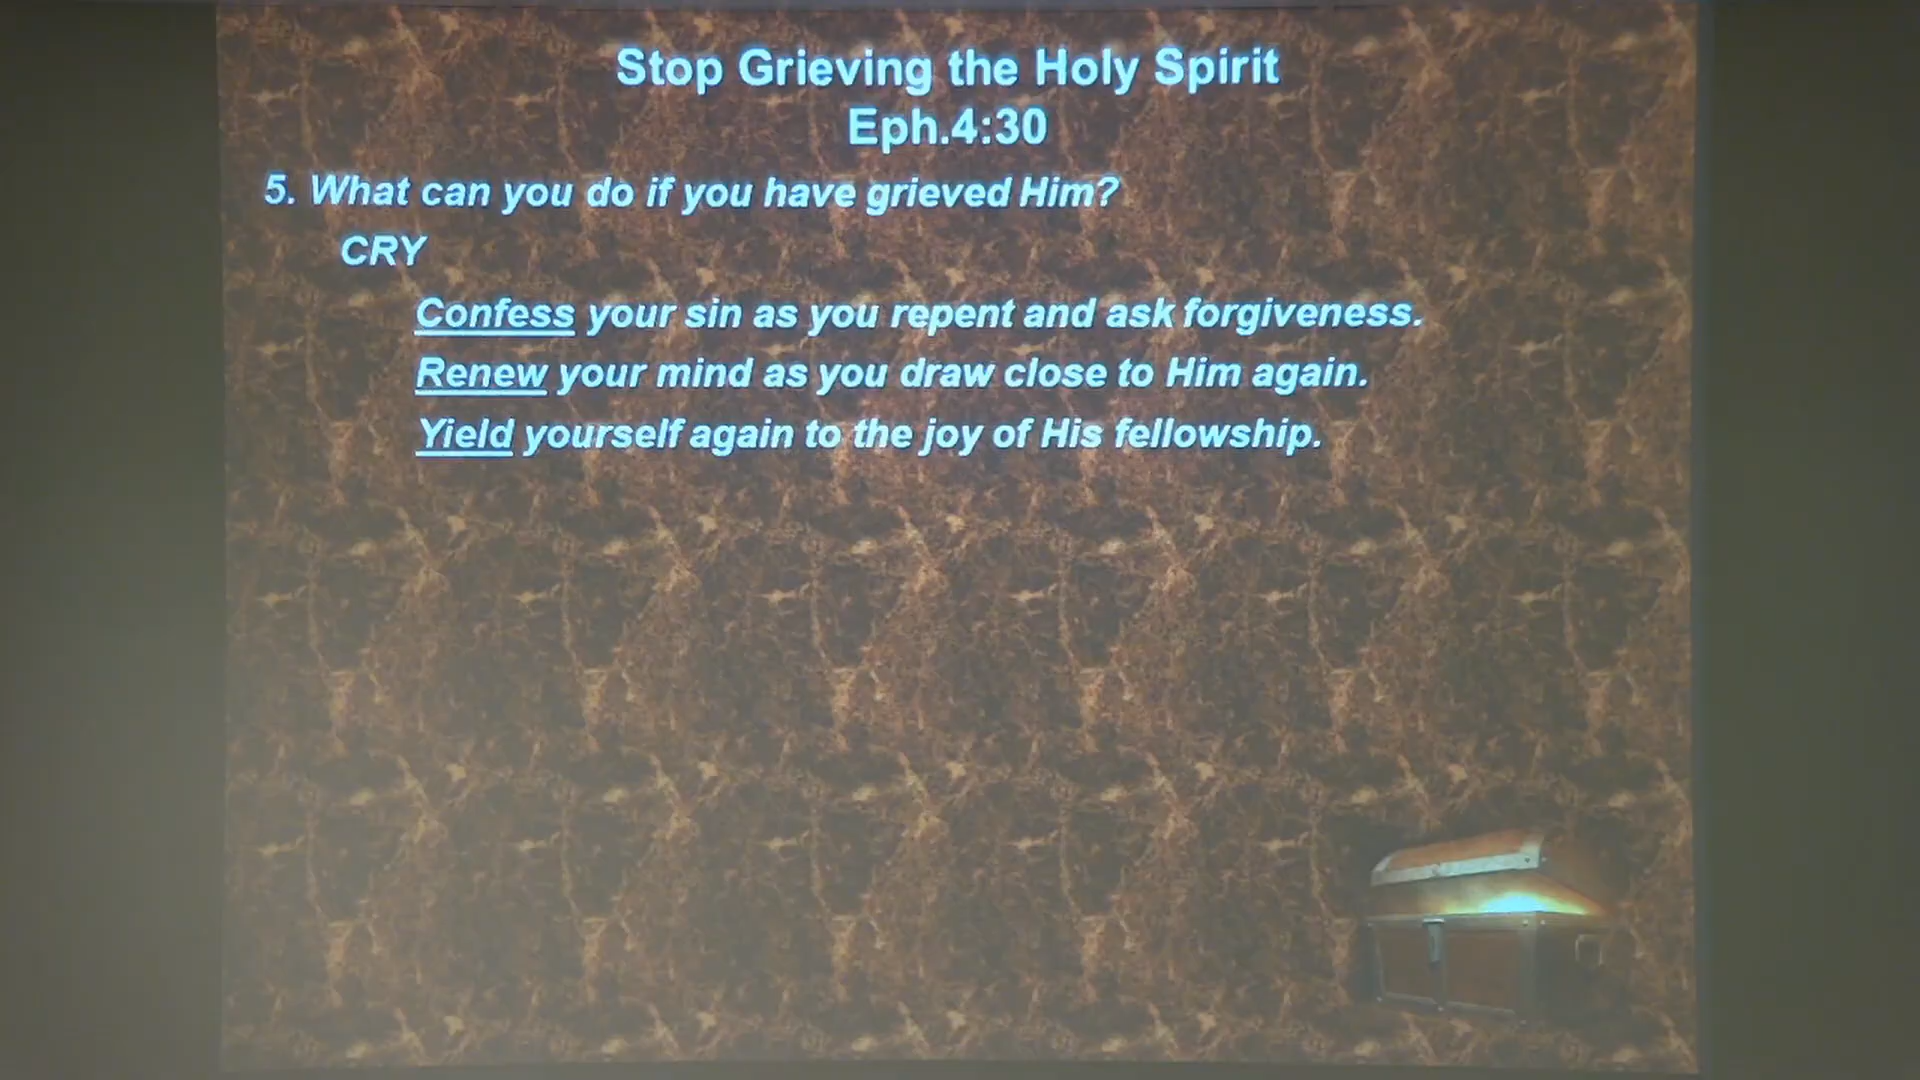 Stop Grieving the Holy Spirit
Eph.4:30
5. What can you do if you have grieved Him?
CRY
Confess your sin as you repent and ask forgiveness.
Renew your mind as you draw close to Him again.
Yield yourself again to the joy of His fellowship.